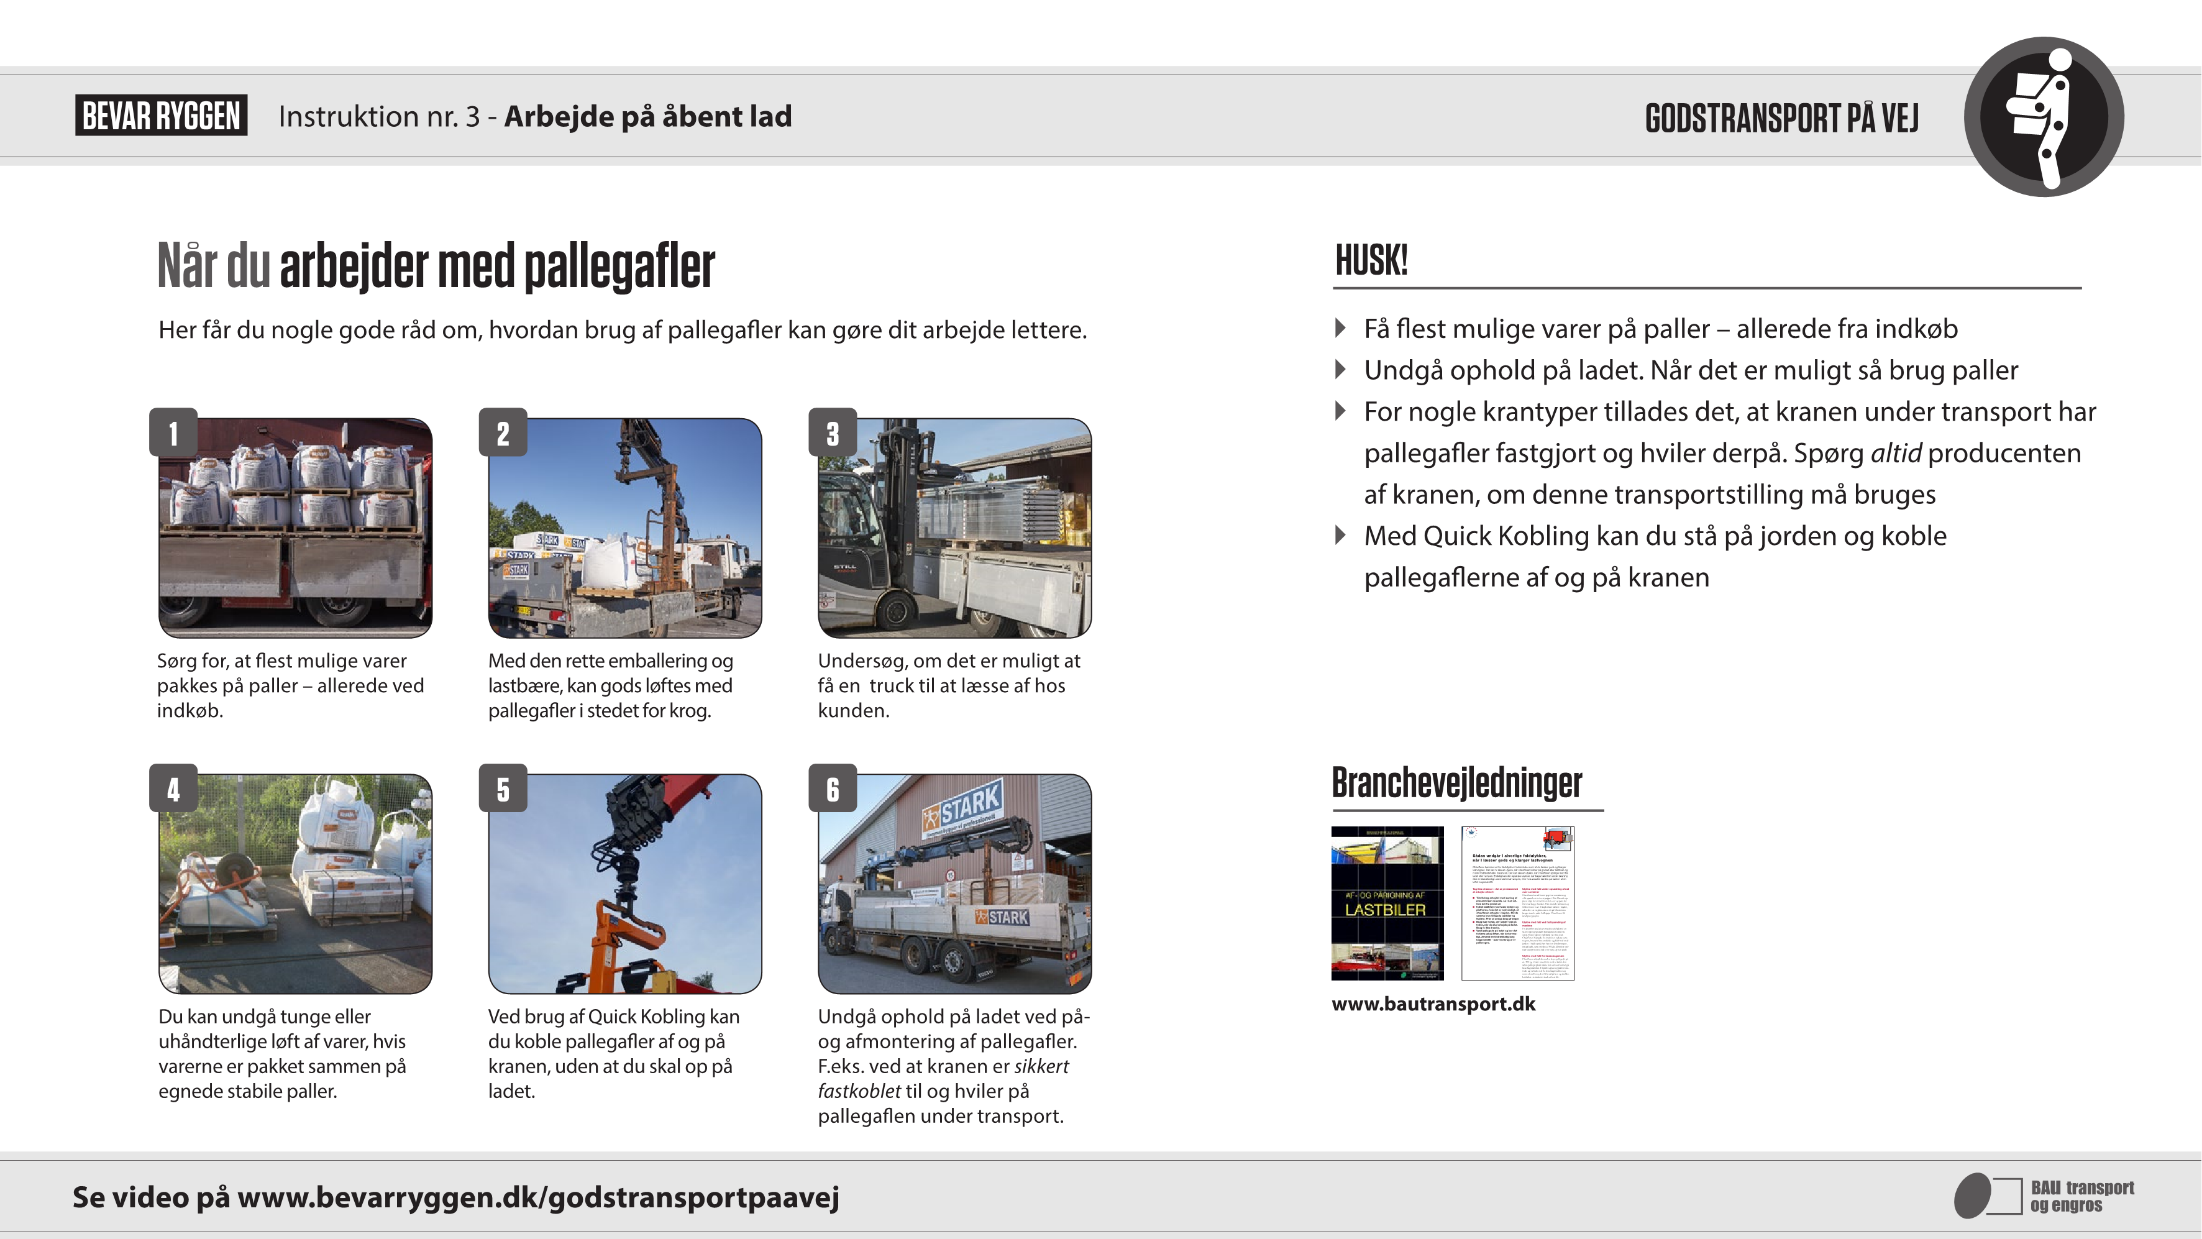 BEVAR RYGGEN
Instruktion nr. 3 - Arbejde på åbent lad
GODSTRANSPORT PÅ VEJ
Når du arbejder med pallegafler
Her får du nogle gode råd om, hvordan brug af pallegafler kan gøre dit arbejde lettere.
1
Sørg for, at flest mulige varer
pakkes på paller – allerede ved
indkøb.
2
STARK
STARK
STARK
Med den rette emballering og
lastbære, kan gods løftes med
pallegafler i stedet for krog.
3
STILL
Undersøg, om det er muligt at
få en truck til at læsse af hos
kunden.
4
Du kan undgå tunge eller
uhåndterlige løft af varer, hvis
varerne er pakket sammen på
egnede stabile paller.
5
Ved brug af Quick Kobling kan
du koble pallegafler af og på
kranen, uden at du skal op på
ladet.
6
STARK
STARK
Undgå ophold på ladet ved på-
og afmontering af pallegafler.
F.eks. ved at kranen er sikkert
fastkoblet til og hviler på
pallegaflen under transport.
HUSK!
Få flest mulige varer på paller – allerede fra indkøb
Undgå ophold på ladet. Når det er muligt så brug paller
For nogle krantyper tillades det, at kranen under transport har
pallegafler fastgjort og hviler derpå. Spørg altid producenten
af kranen, om denne transportstilling må bruges
Med Quick Kobling kan du stå på jorden og koble
pallegaflerne af og på kranen
Branchevejledninger
AF- OG PÅRIGNING AF
LASTBILER
www.bautransport.dk
Se video på www.bevarryggen.dk/godstransportpaavej
BAU transport
og engros